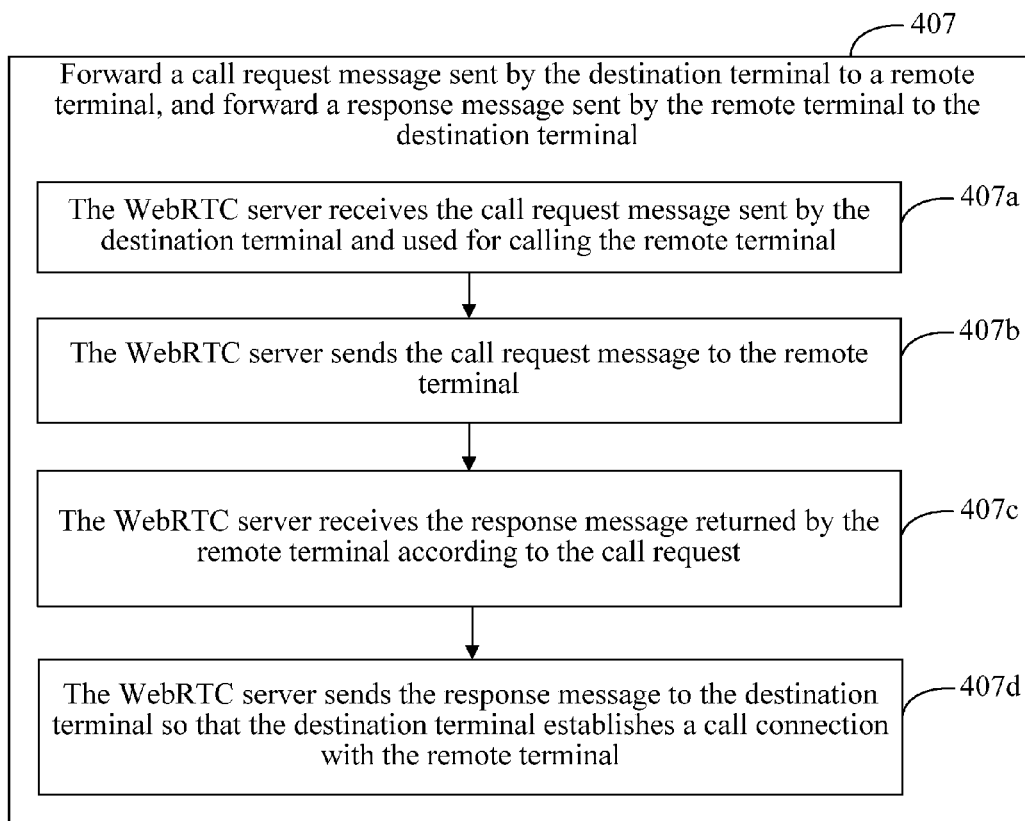 407
Forward a call request message sent by the destination terminal to a remote
terminal, and forward a response message sent by the remote terminal to the
destination terminal
407a
The WebRTC server receives the call request message sent by the
destination terminal and used for calling the remote terminal
407b
The WebRTC server sends the call request message to the remote
terminal
407c
The WebRTC server receives the response message returned by the
remote terminal according to the call request
407d
The WebRTC server sends the response message to the destination
terminal so that the destination terminal establishes a call connection
with the remote terminal